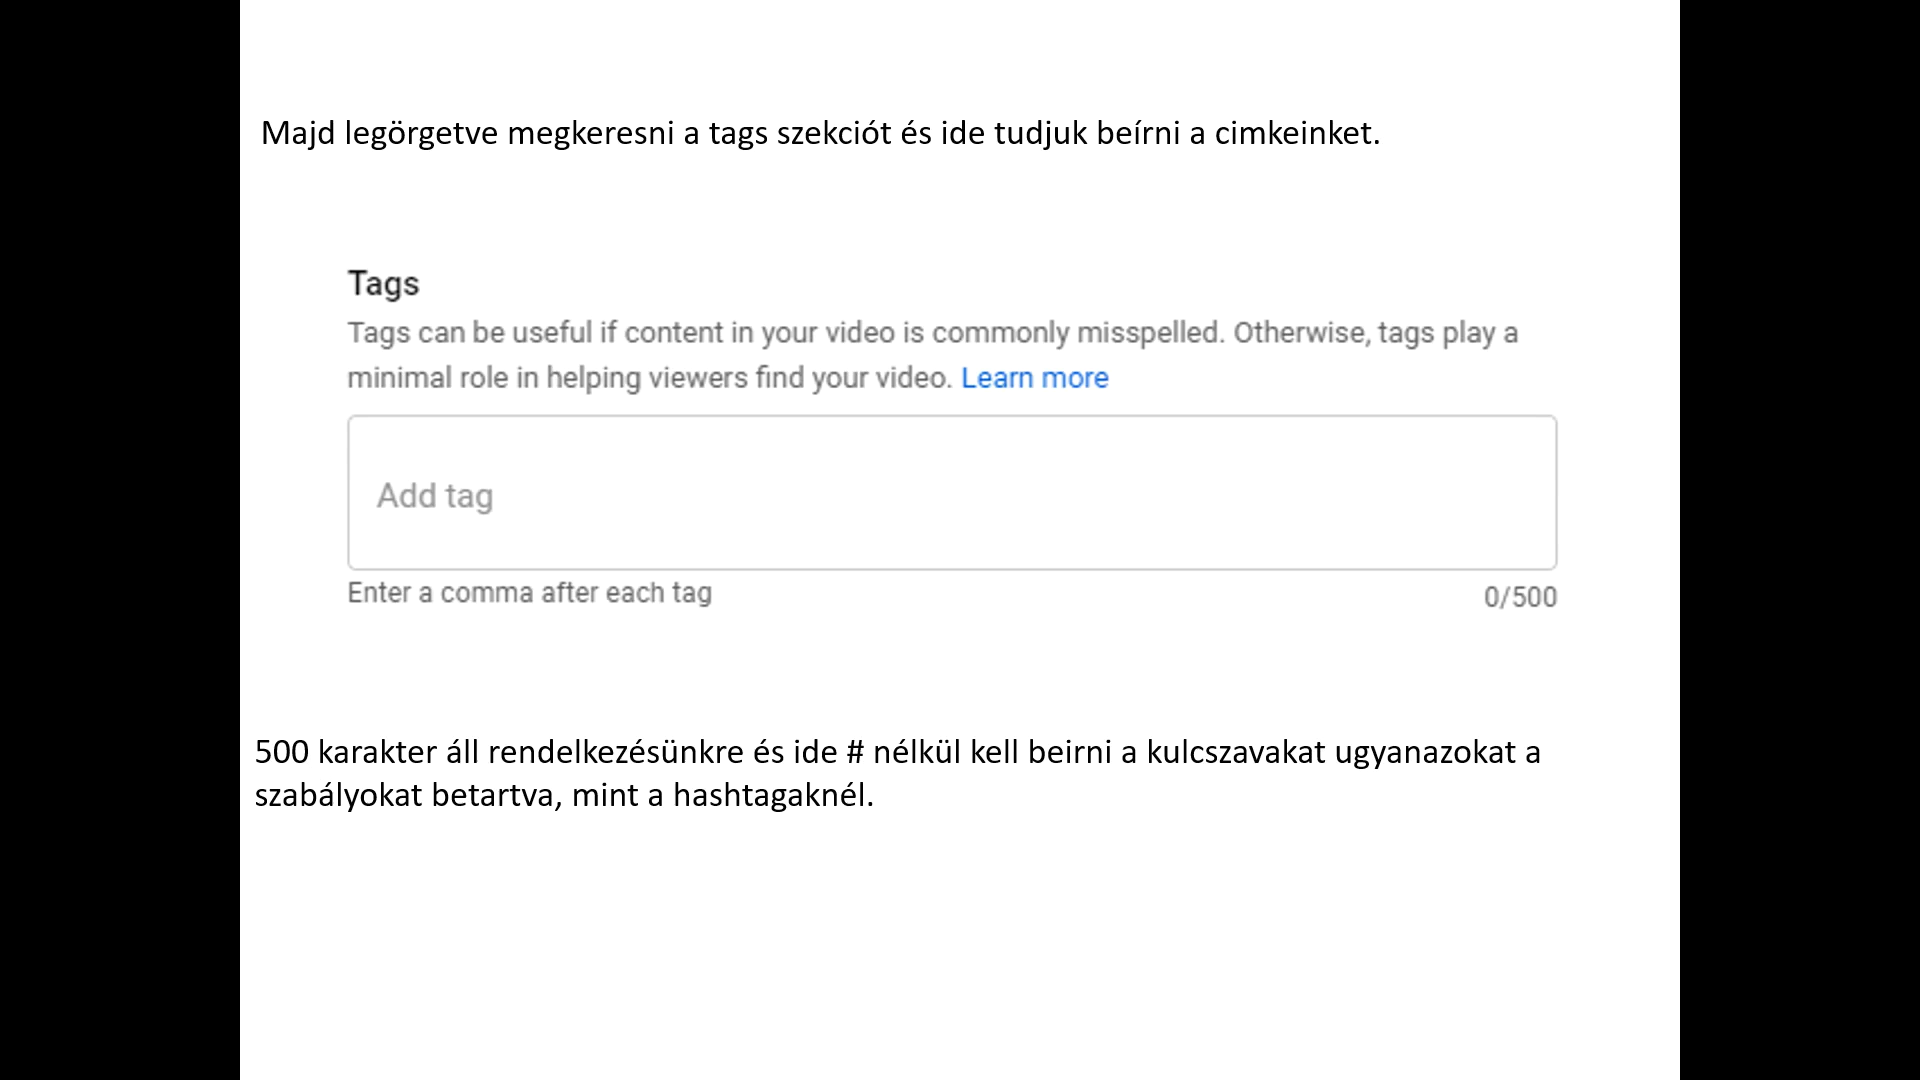 Majd legörgetve megkeresni a tags szekciót és ide tudjuk beírni a cimkeinket.
Tags
Tags can be useful if content in your video is commonly misspelled. Otherwise, tags play a
minimal role in helping viewers find your video. Learn more
Add tag
Enter a comma after each tag
0/500
500 karakter áll rendelkezésünkre és ide # nélkül kell beirni a kulcszavakat ugyanazokat a
szabályokat betartva, mint a hashtagaknél.